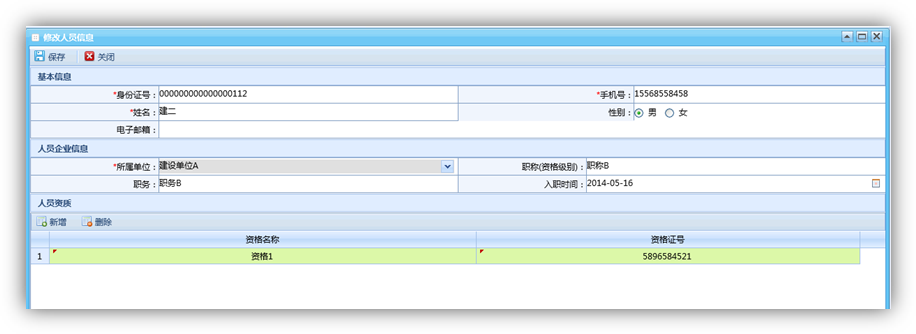 修改人员信息
保存 关闭
基本信息
*身份证号： 000000000000000112 *手机号： 15568558458
*姓名： 建二 性别： 男 女
电子邮箱：
人员企业信息
*所属单位： 建设单位A 职称(资格级别)： 职称B
职务： 职务B 入职时间： 2014-05-16
人员资质
新增 删除
资格名称 资格证号
1 资格1 5896584521